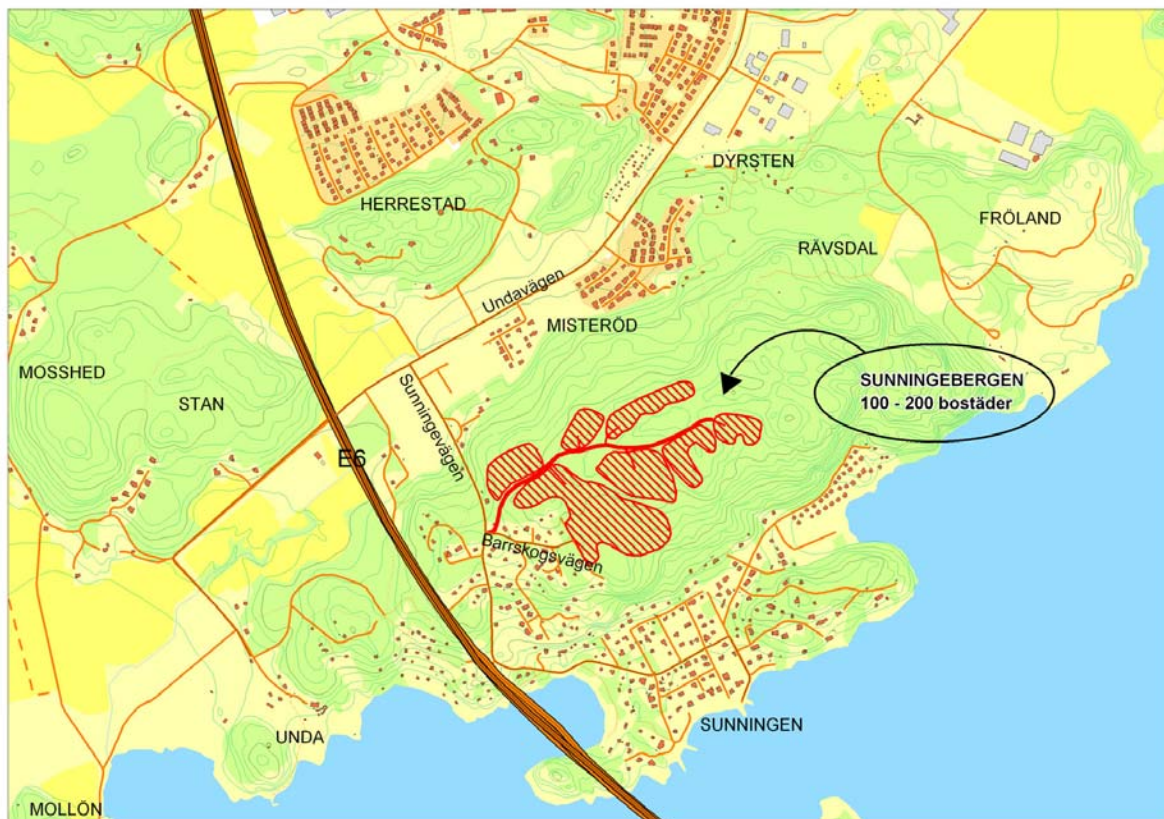 DYRSTEN
HERRESTAD
FRÖLAND
RÄVSDAL
Undavägen
MISTERÖD
MOSSHED
STAN
SUNNINGEBERGEN
100 - 200 bostäder
Sunningevägen
E6
Barrskogsvägen
SUNNINGEN
UNDA
MOLLÖN